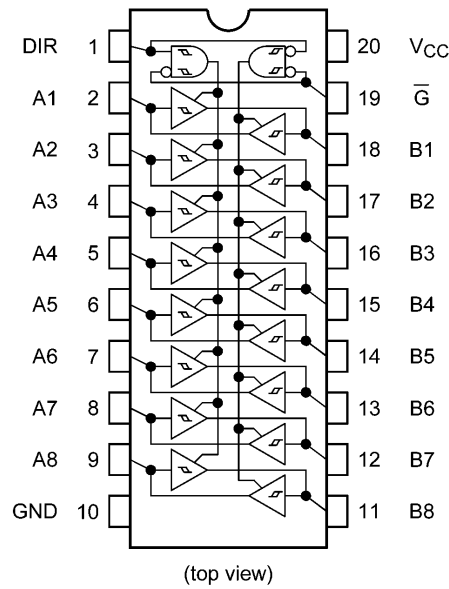 DIR 1 20 VCC
A1 2 19 G̅
A2 3 18 B1
A3 4 17 B2
A4 5 16 B3
A5 6 15 B4
A6 7 14 B5
A7 8 13 B6
A8 9 12 B7
GND 10 11 B8
(top view)